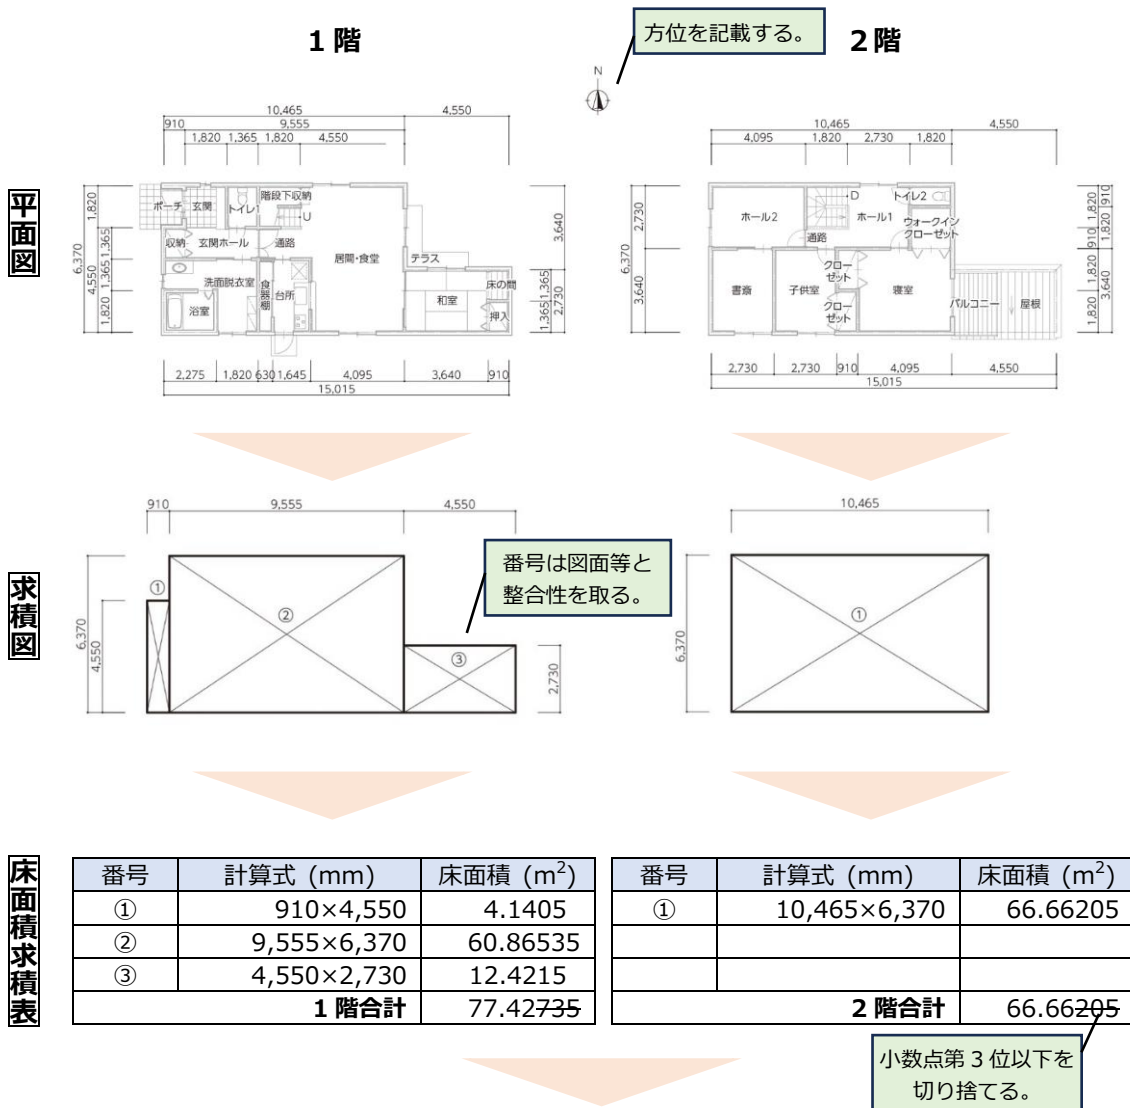 1階
方位を記載する。
2階
N
平面図
10,465
4,550
910
9,555
1,820
1,365
1,820
4,550
6,370
1,820
4,550
1,365
1,365
1,820
ポーチ
玄関
トイレ1
階段下収納
U
収納
玄関ホール
通路
居間・食堂
テラス
洗面脱衣室
食器棚
台所
浴室
和室
床の間
押入
3,640
1,365
1,365
2,730
2,275
1,820
630
1,645
4,095
3,640
910
15,015
10,465
4,550
4,095
1,820
2,730
1,820
6,370
2,730
3,640
ホール2
D
トイレ2
ホール1
ウォークイン
クローゼット
通路
クロー
ゼット
書斎
子供室
寝室
クロー
ゼット
バルコニー
屋根
1,820
910
910
1,820
1,820
3,640
1,820
2,730
2,730
910
4,095
4,550
15,015
求積図
910
9,555
4,550
6,370
4,550
①
②
③
2,730
番号は図面等と
整合性を取る。
10,465
6,370
①
床面積求積表
番号 計算式 (mm) 床面積 (m²)
① 910×4,550 4.1405
② 9,555×6,370 60.86535
③ 4,550×2,730 12.4215
1階合計 77.42735
番号 計算式 (mm) 床面積 (m²)
① 10,465×6,370 66.66205
2階合計 66.66205
小数点第3位以下を
切り捨てる。